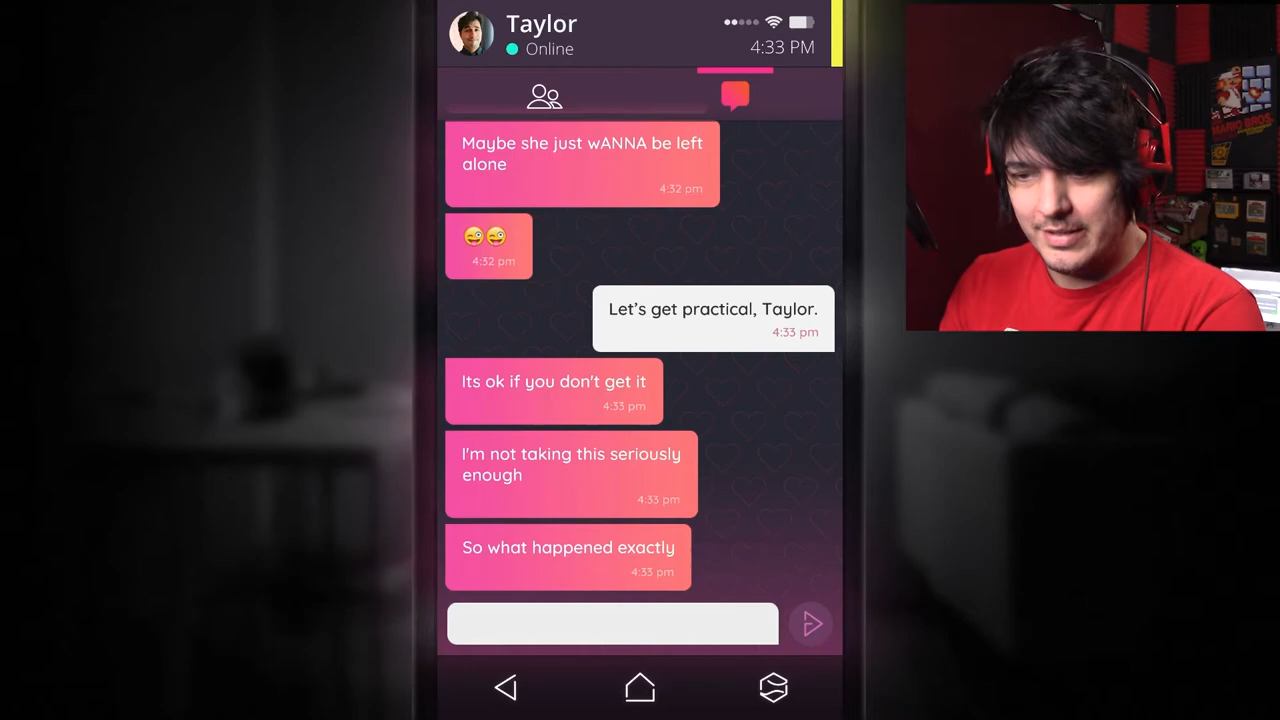 Taylor
Online
4:33 PM
Maybe she just wANNA be left
alone
4:32 pm
😜😜
4:32 pm
Let's get practical, Taylor.
4:33 pm
Its ok if you don't get it
4:33 pm
I'm not taking this seriously
enough
4:33 pm
So what happened exactly
4:33 pm
MARIO BROS.